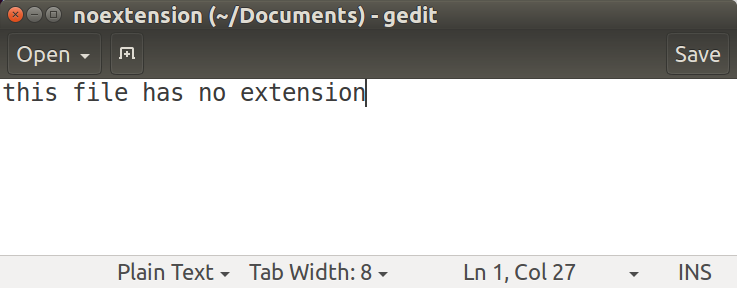 noextension (~/Documents) - gedit
Open Save
this file has no extension
Plain Text Tab Width: 8 Ln 1, Col 27 INS